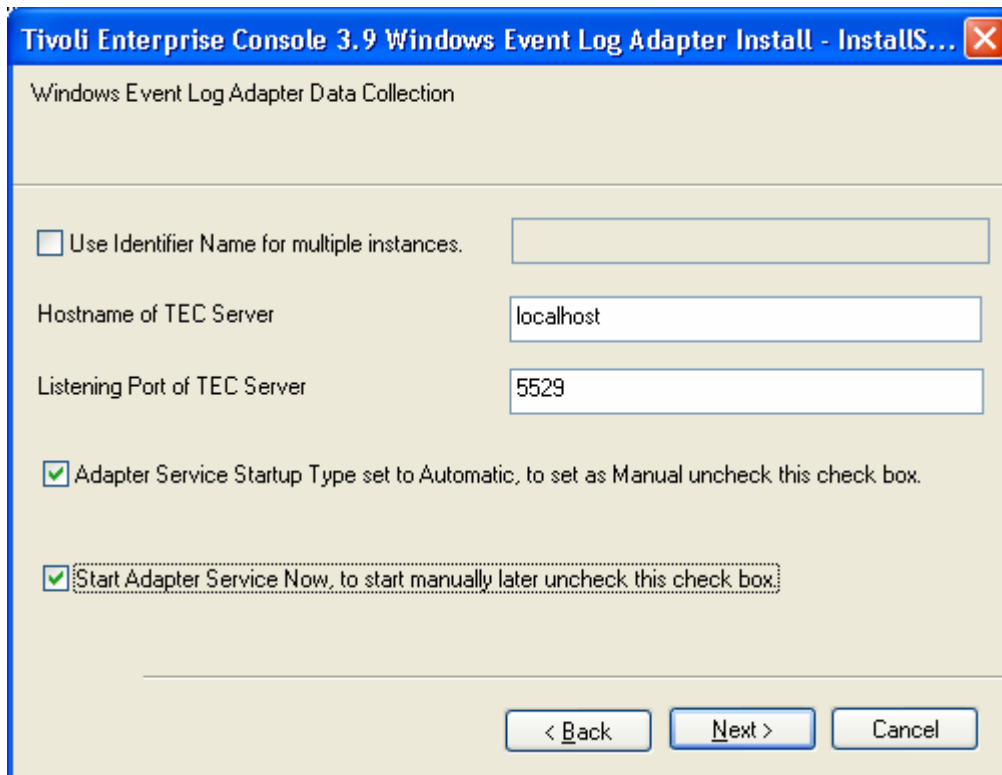 Tivoli Enterprise Console 3.9 Windows Event Log Adapter Install - InstallS...
Windows Event Log Adapter Data Collection
Use Identifier Name for multiple instances.
Hostname of TEC Server
localhost
Listening Port of TEC Server
5529
Adapter Service Startup Type set to Automatic, to set as Manual uncheck this check box.
Start Adapter Service Now, to start manually later uncheck this check box.
< Back
Next >
Cancel